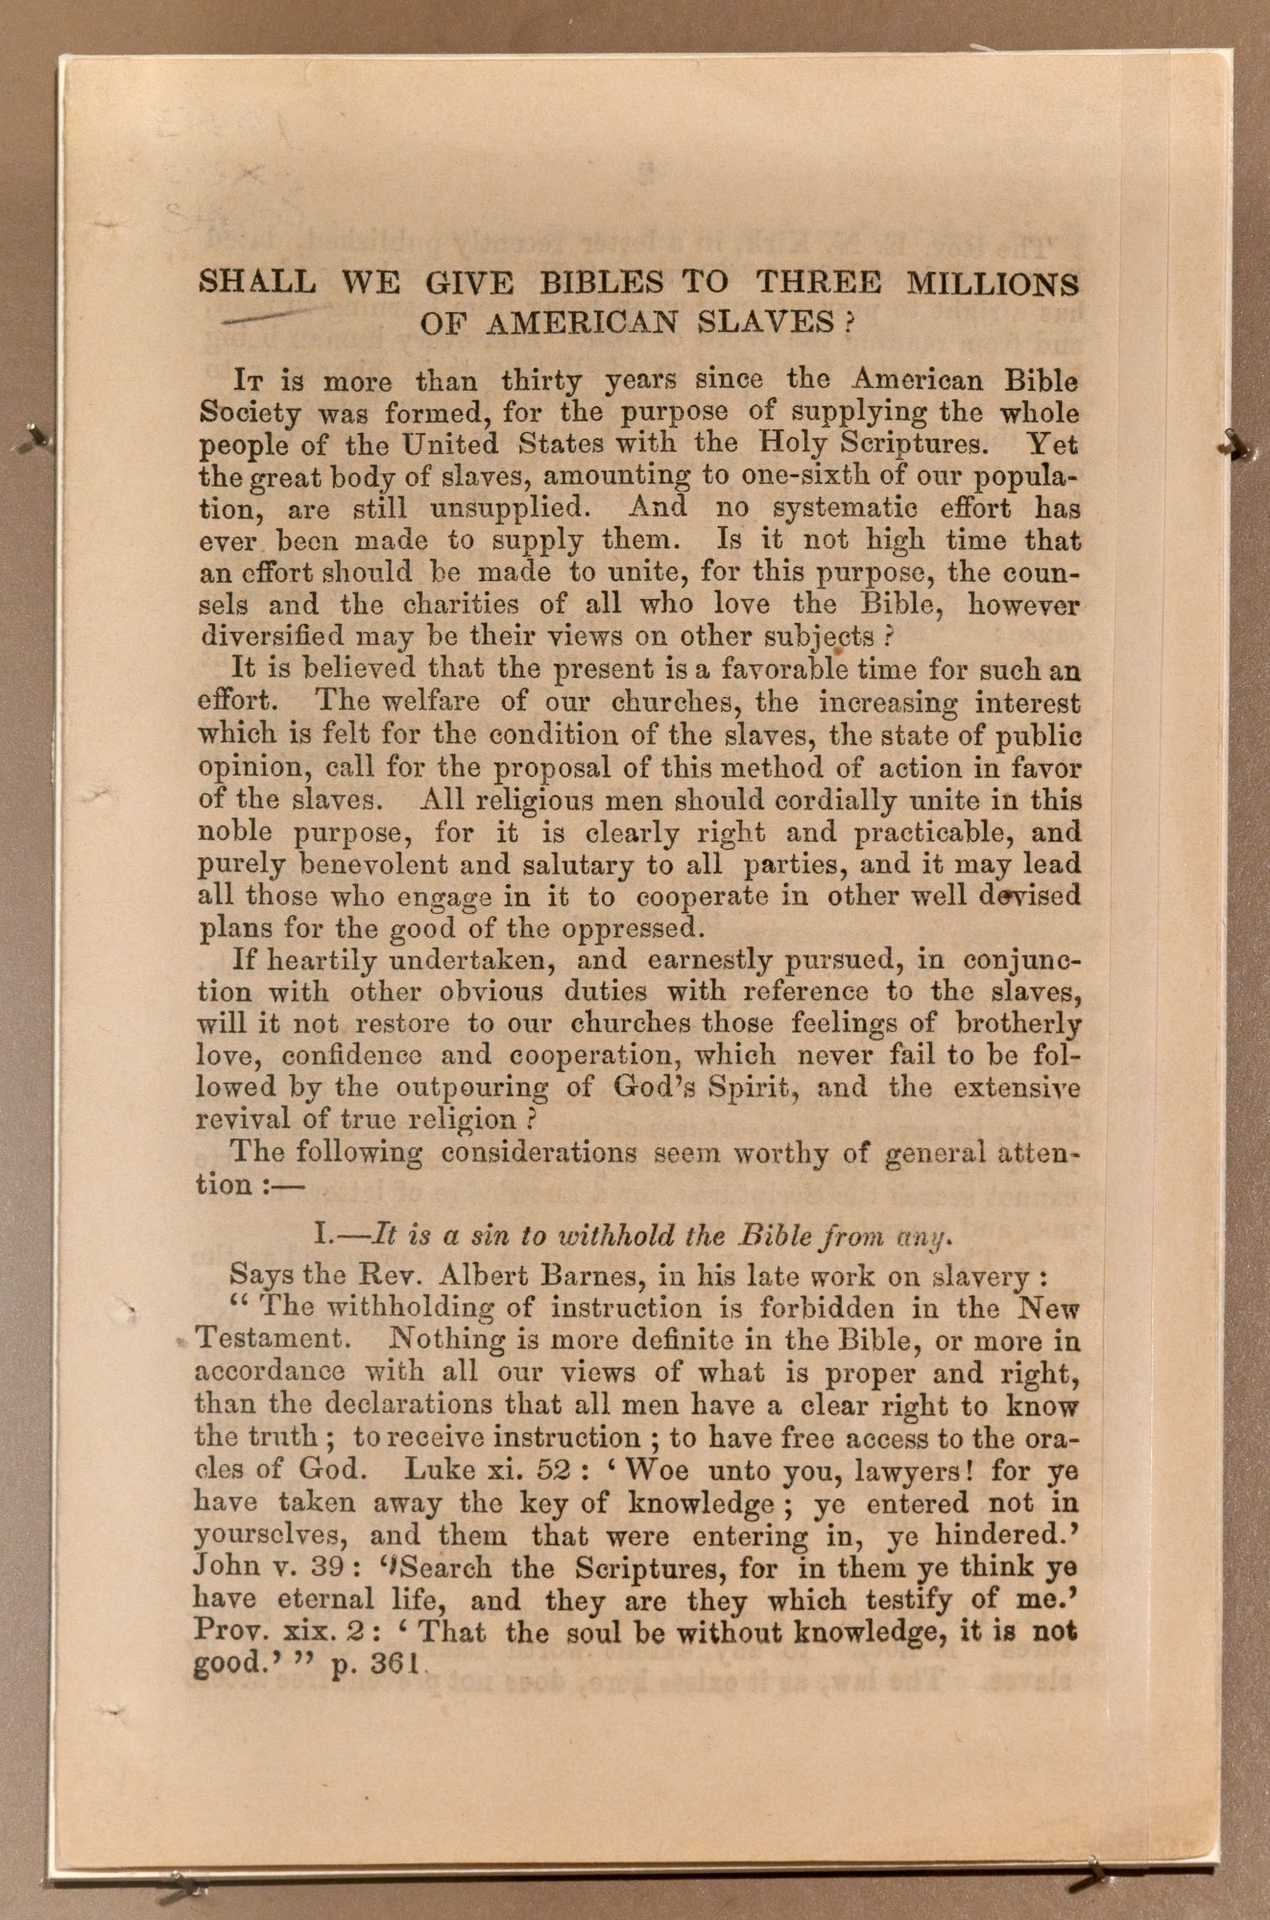 SHALL WE GIVE BIBLES TO THREE MILLIONS
OF AMERICAN SLAVES?
IT is more than thirty years since the American Bible
Society was formed, for the purpose of supplying the whole
people of the United States with the Holy Scriptures. Yet
the great body of slaves, amounting to one-sixth of our popula-
tion, are still unsupplied. And no systematic effort has
ever been made to supply them. Is it not high time that
an effort should be made to unite, for this purpose, the coun-
sels and the charities of all who love the Bible, however
diversified may be their views on other subjects?
It is believed that the present is a favorable time for such an
effort. The welfare of our churches, the increasing interest
which is felt for the condition of the slaves, the state of public
opinion, call for the proposal of this method of action in favor
of the slaves. All religious men should cordially unite in this
noble purpose, for it is clearly right and practicable, and
purely benevolent and salutary to all parties, and it may lead
all those who engage in it to cooperate in other well devised
plans for the good of the oppressed.
If heartily undertaken, and earnestly pursued, in conjunc-
tion with other obvious duties with reference to the slaves,
will it not restore to our churches those feelings of brotherly
love, confidence and cooperation, which never fail to be fol-
lowed by the outpouring of God's Spirit, and the extensive
revival of true religion?
The following considerations seem worthy of general atten-
tion:—
I.—It is a sin to withhold the Bible from any.
Says the Rev. Albert Barnes, in his late work on slavery:
“The withholding of instruction is forbidden in the New
Testament. Nothing is more definite in the Bible, or more in
accordance with all our views of what is proper and right,
than the declarations that all men have a clear right to know
the truth; to receive instruction; to have free access to the ora-
cles of God. Luke xi. 52: ‘Woe unto you, lawyers! for ye
have taken away the key of knowledge; ye entered not in
yourselves, and them that were entering in, ye hindered.’
John v. 39: ‘Search the Scriptures, for in them ye think ye
have eternal life, and they are they which testify of me.’
Prov. xix. 2: ‘That the soul be without knowledge, it is not
good.’” p. 361.